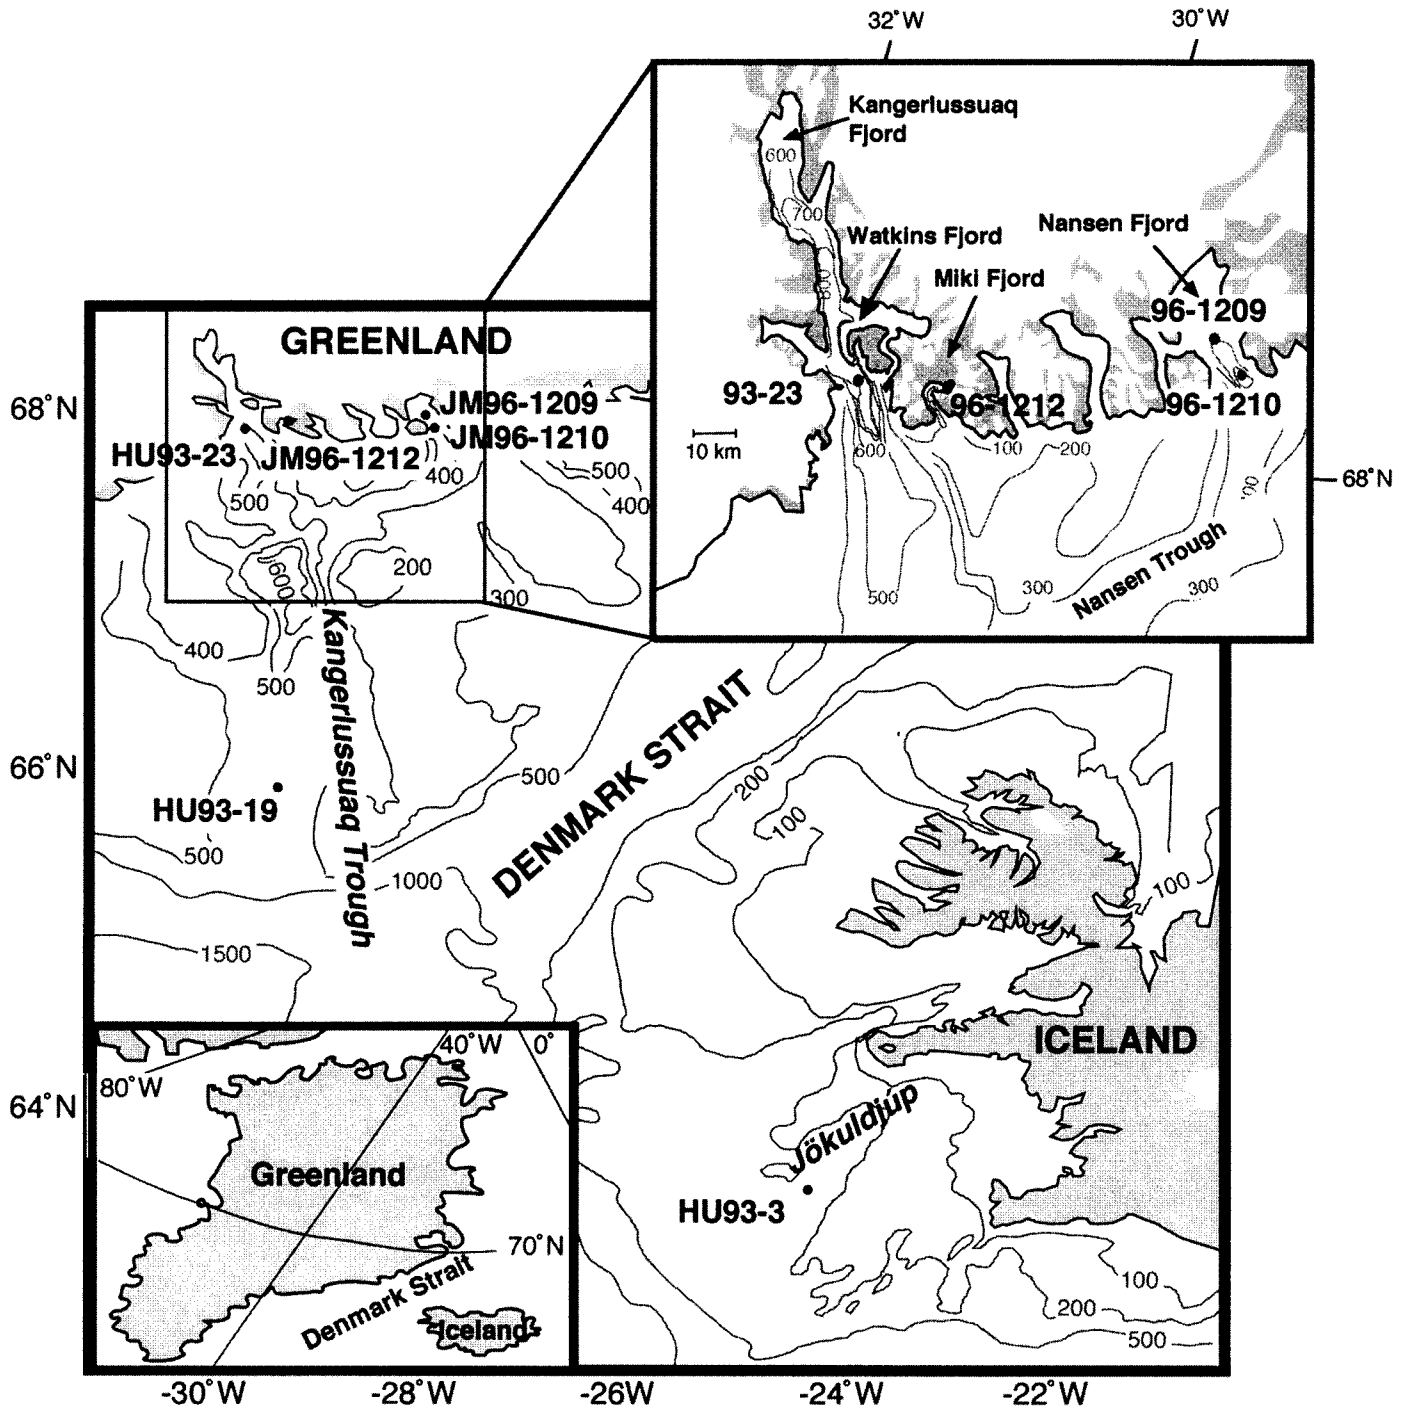 32°W
30°W
Kangerlussuaq
Fjord
600
700
Nansen Fjord
Watkins Fjord
Miki Fjord
800
96-1209
GREENLAND
93-23
96-1212
96-1210
68°N
JM96-1209
JM96-1210
HU93-23
JM96-1212
10 km
600
100
200
400
500
400
500
68°N
Nansen Trough
600
200
300
500
300
300
400
500
Kangerlussuaq Trough
DENMARK STRAIT
66°N
500
200
HU93-19
100
500
1000
100
1500
ICELAND
40°W
0°
80°W
64°N
Jökuldjúp
Greenland
HU93-3
70°N
Denmark Strait
100
200
Iceland
500
-30°W
-28°W
-26°W
-24°W
-22°W